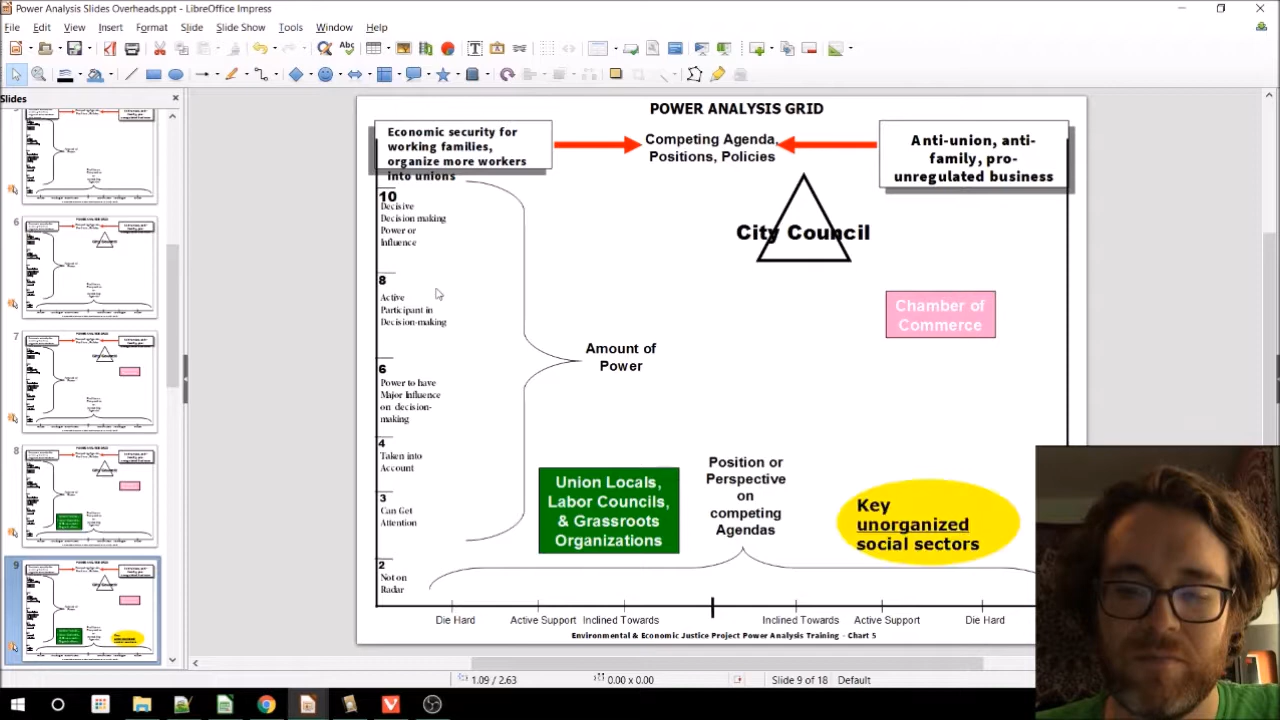 Power Analysis Slides Overheads.ppt - LibreOffice Impress
File Edit View Insert Format Slide Slide Show Tools Window Help
Slides
6
7
8
9
POWER ANALYSIS GRID
Economic security for
working families,
organize more workers
into unions
Competing Agenda,
Positions, Policies
Anti-union, anti-
family, pro-
unregulated business
10
Decisive
Decision making
Power or
Influence
City Council
8
Active
Participant in
Decision-making
Chamber of
Commerce
Amount of
Power
6
Power to have
Major Influence
on decision-
making
4
Taken into
Account
3
Can Get
Attention
Union Locals,
Labor Councils,
& Grassroots
Organizations
Position or
Perspective
on
competing
Agendas
Key
unorganized
social sectors
2
Not on
Radar
Die Hard Active Support Inclined Towards Inclined Towards Active Support Die Hard
Environmental & Economic Justice Project Power Analysis Training - Chart 5
1.09 / 2.63 0.00 x 0.00 Slide 9 of 18 Default